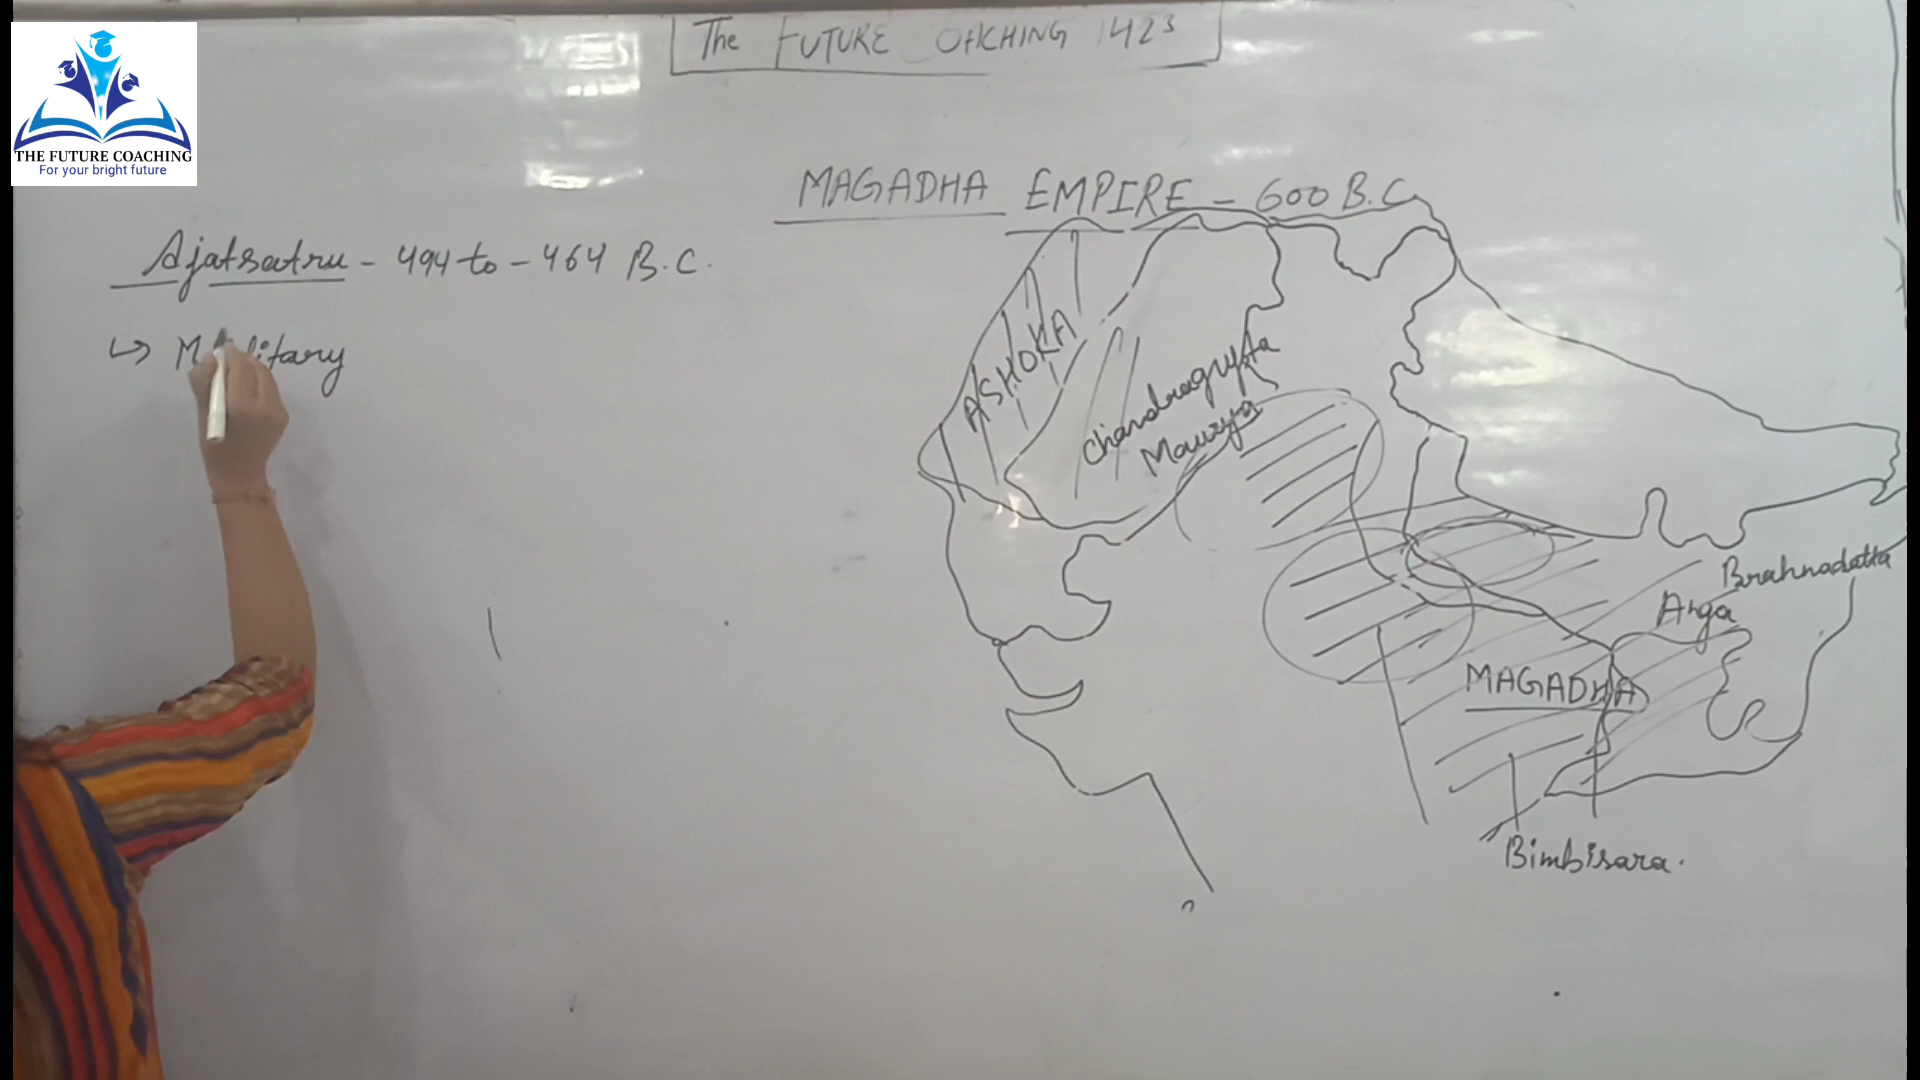 The FUTURE COACHING 1423
THE FUTURE COACHING
For your bright future
MAGADHA EMPIRE - 600 B.C.
Ajatsatru - 494 to - 464 B.C.
↳ Military
ASHOKA
Chandragupta
Maurya
Brahmadatta
Anga
MAGADHA
Bimbisara.